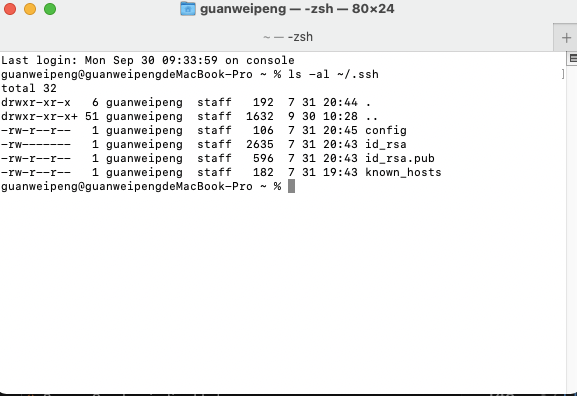 guanweipeng — -zsh — 80×24
~ — -zsh
Last login: Mon Sep 30 09:33:59 on console
guanweipeng@guanweipengdeMacBook-Pro ~ % ls -al ~/.ssh
total 32
drwxr-xr-x   6 guanweipeng  staff   192  7 31 20:44 .
drwxr-xr-x+ 51 guanweipeng  staff  1632  9 30 10:28 ..
-rw-r--r--   1 guanweipeng  staff   106  7 31 20:45 config
-rw-------   1 guanweipeng  staff  2635  7 31 20:43 id_rsa
-rw-r--r--   1 guanweipeng  staff   596  7 31 20:43 id_rsa.pub
-rw-r--r--   1 guanweipeng  staff   182  7 31 19:43 known_hosts
guanweipeng@guanweipengdeMacBook-Pro ~ %